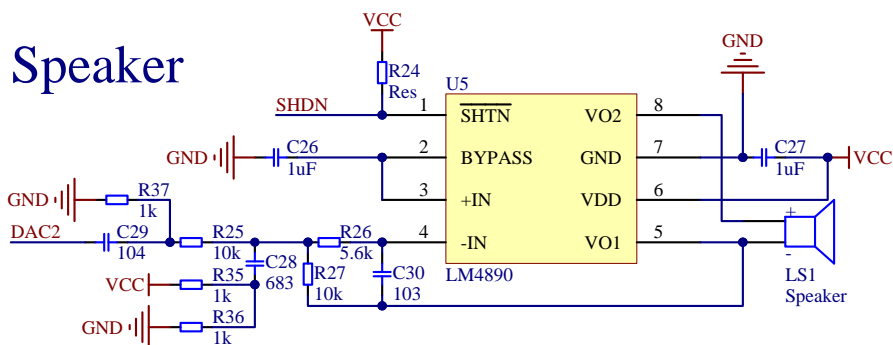 Speaker
VCC
R24
Res
SHDN
U5
GND
1
SHTN
VO2
8
GND
C26
1uF
2
BYPASS
GND
7
C27
1uF
VCC
3
+IN
VDD
6
GND
R37
1k
DAC2
C29
104
R25
10k
R26
5.6k
4
-IN
VO1
5
+
-
C28
683
R27
10k
C30
103
LM4890
LS1
Speaker
VCC
R35
1k
GND
R36
1k